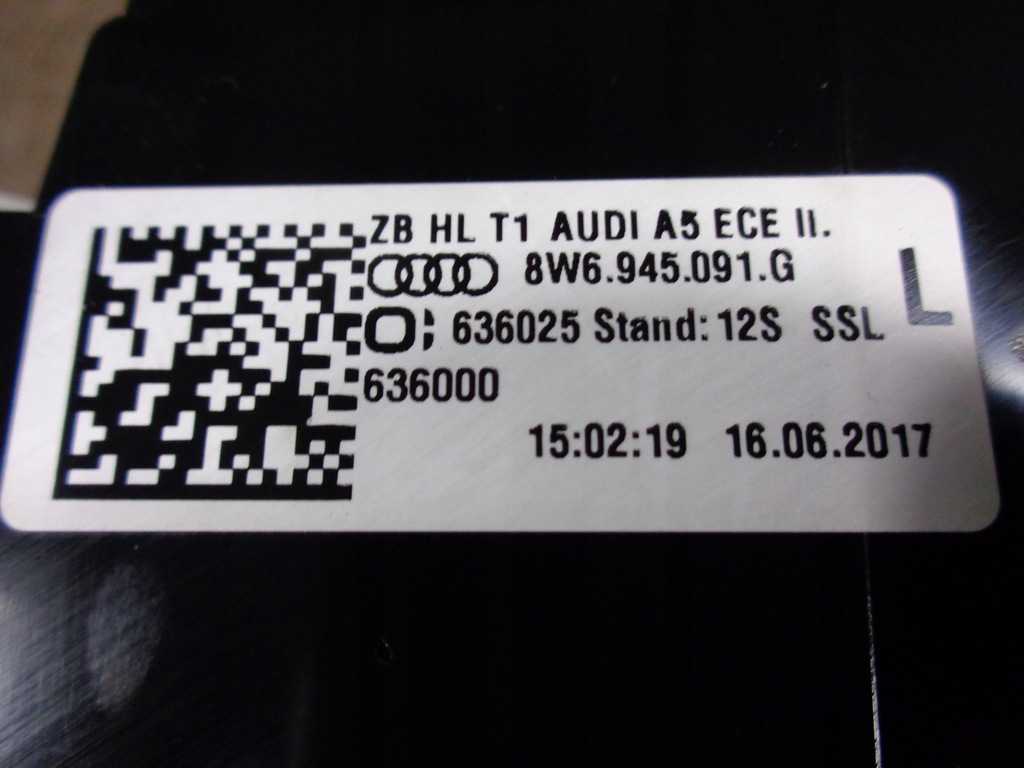 ZB HL T1 AUDI A5 ECE II.
8W6.945.091.G
L
636025 Stand: 12S SSL
636000
15:02:19 16.06.2017